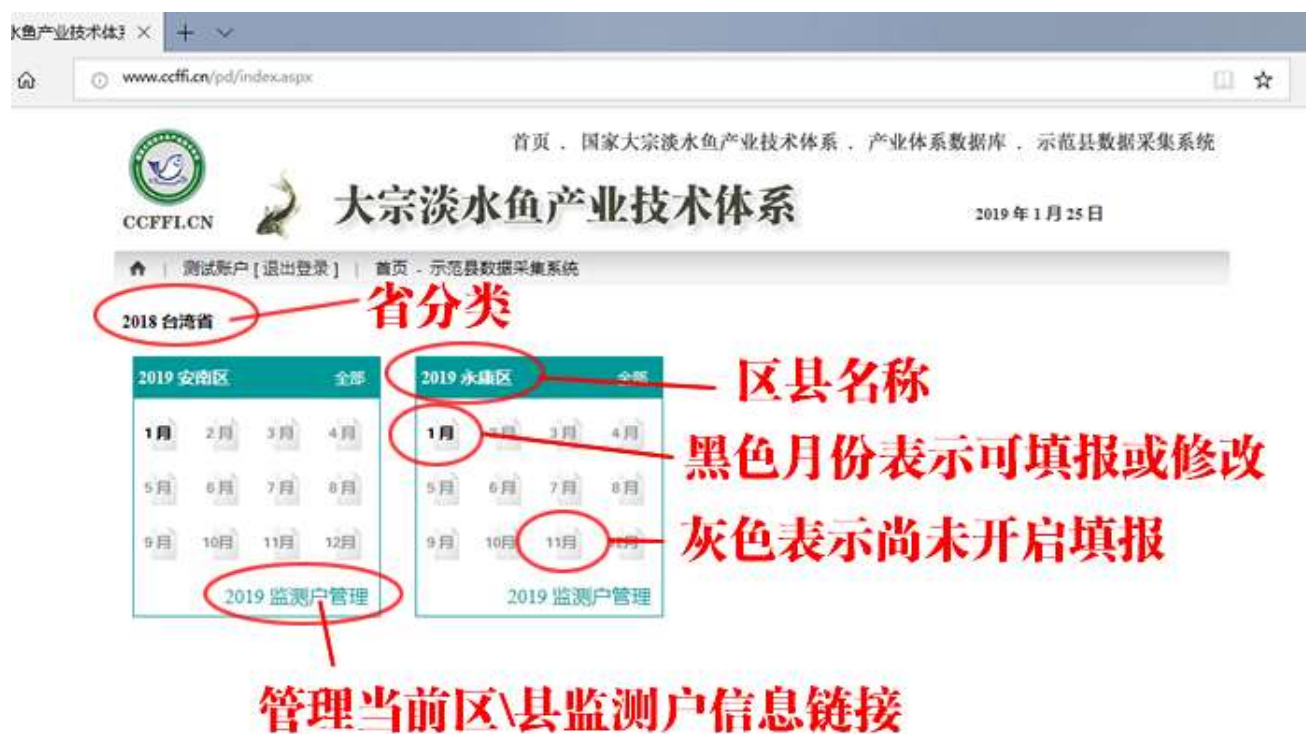 水鱼产业技术体系
www.ccffi.cn/pd/index.aspx
首页 . 国家大宗淡水鱼产业技术体系 . 产业体系数据库 . 示范县数据采集系统
CCFFI.CN
大宗淡水鱼产业技术体系
2019 年 1 月 25 日
测试账户 [ 退出登录 ] | 首页 - 示范县数据采集系统
省分类
2018 台湾省
2019 安南区 全部
2019 永康区 全部
区县名称
1月 2月 3月 4月
1月 2月 3月 4月
黑色月份表示可填报或修改
5月 6月 7月 8月
5月 6月 7月 8月
9月 10月 11月 12月
9月 10月 11月 12月
灰色表示尚未开启填报
2019 监测户管理
2019 监测户管理
管理当前区\县监测户信息链接